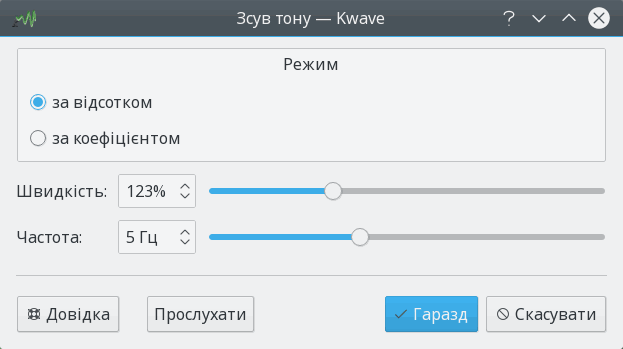 Зсув тону — Kwave
Режим
за відсотком
за коефіцієнтом
Швидкість: 123%
Частота: 5 Гц
Довідка Прослухати Гаразд Скасувати